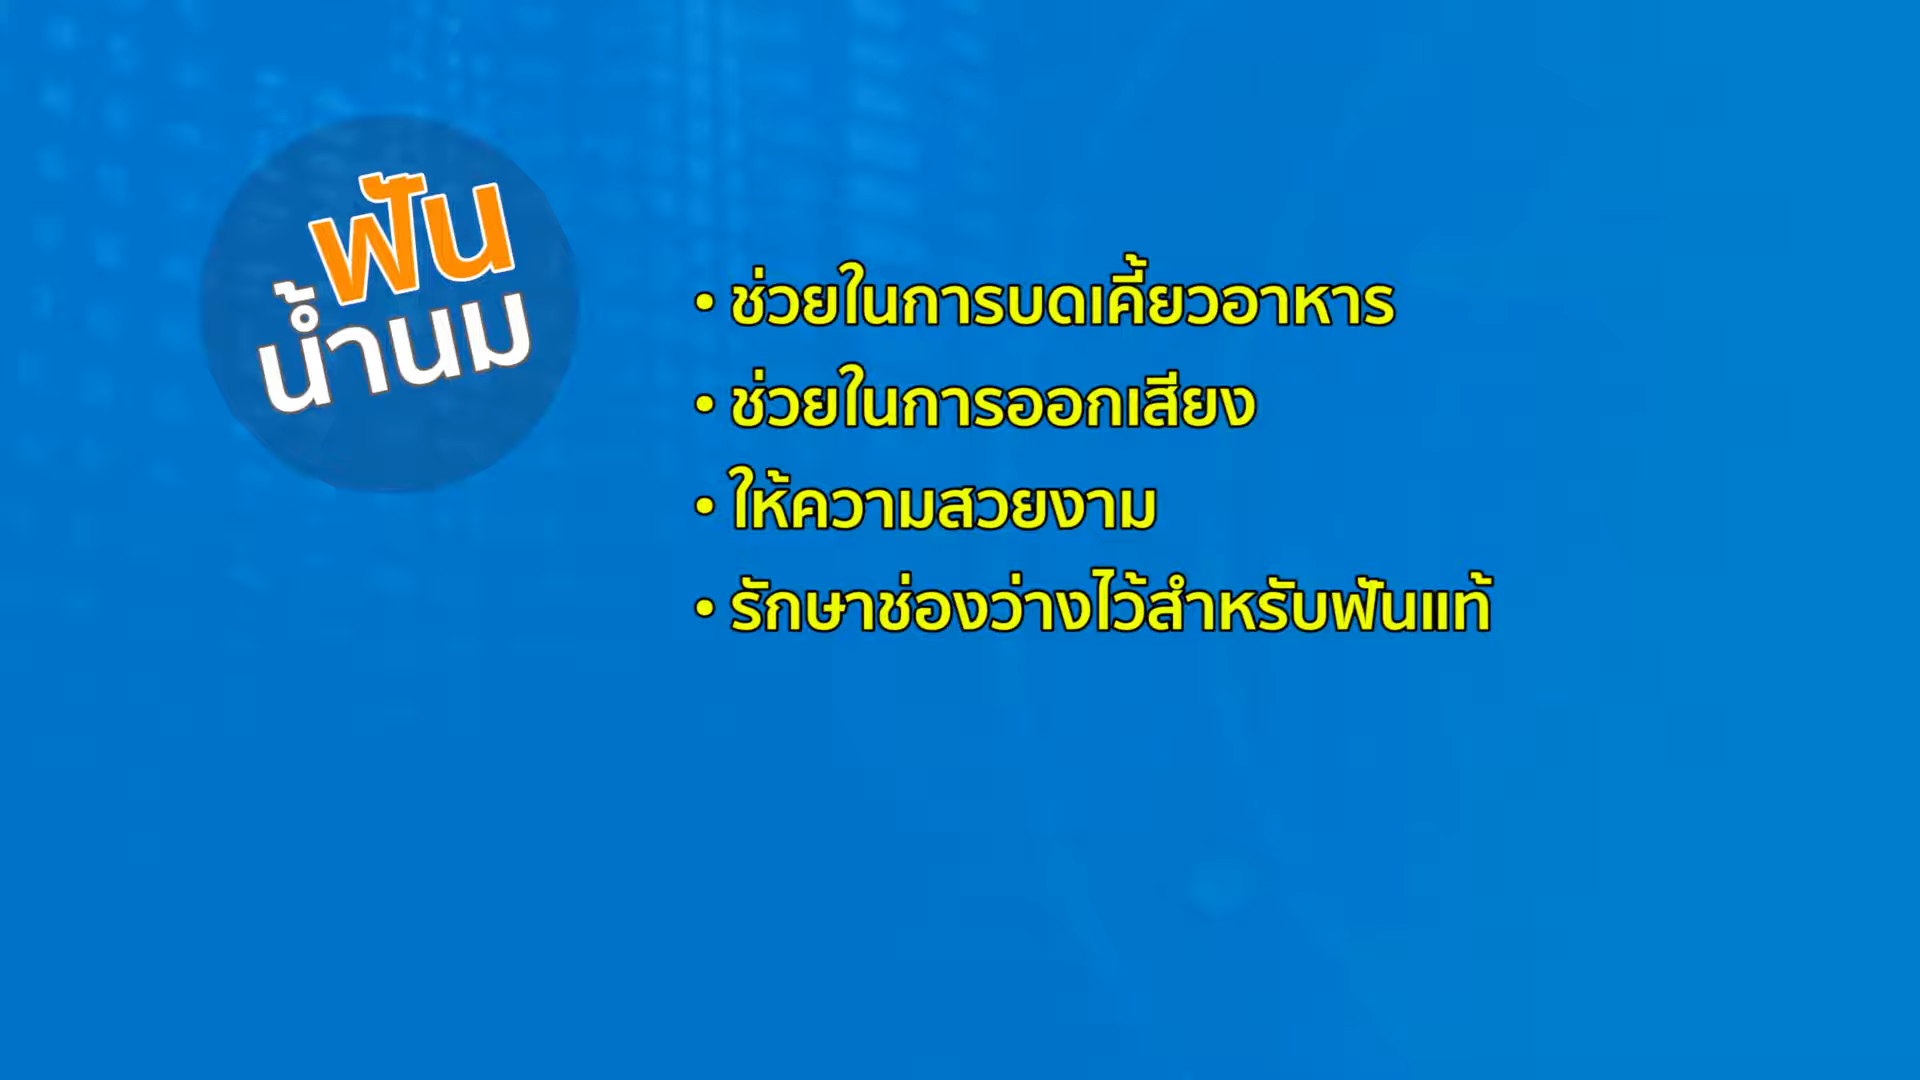 ฟัน
น้ำนม
• ช่วยในการบดเคี้ยวอาหาร
• ช่วยในการออกเสียง
• ให้ความสวยงาม
• รักษาช่องว่างไว้สำหรับฟันแท้